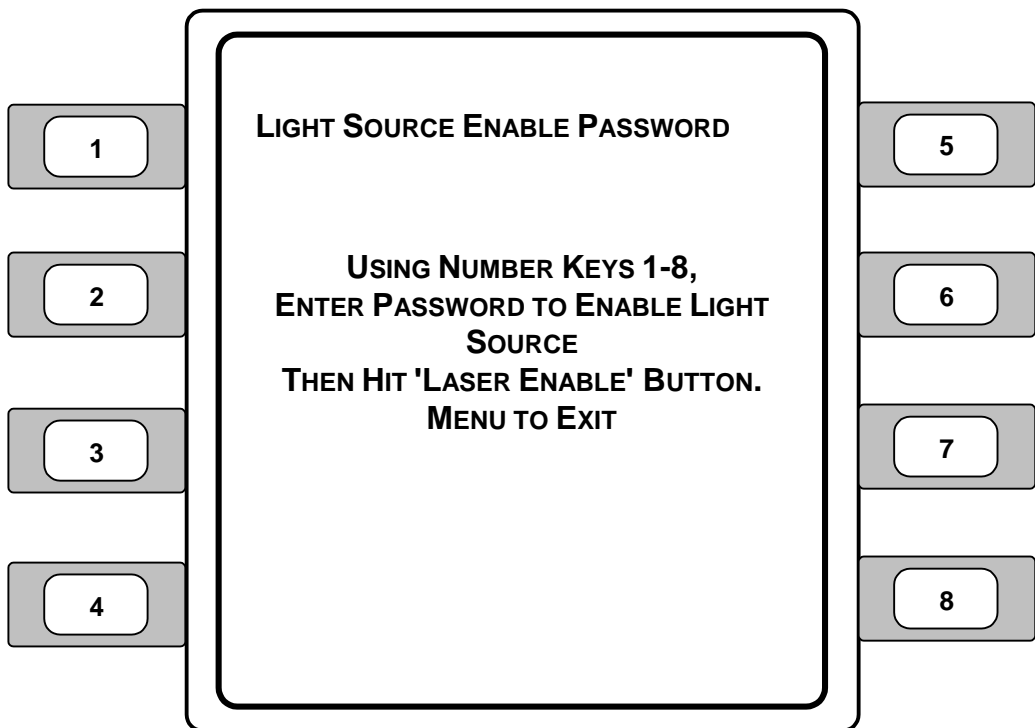 LIGHT SOURCE ENABLE PASSWORD
1
5
USING NUMBER KEYS 1-8,
2
ENTER PASSWORD TO ENABLE LIGHT
6
SOURCE
THEN HIT 'LASER ENABLE' BUTTON.
MENU TO EXIT
3
7
4
8